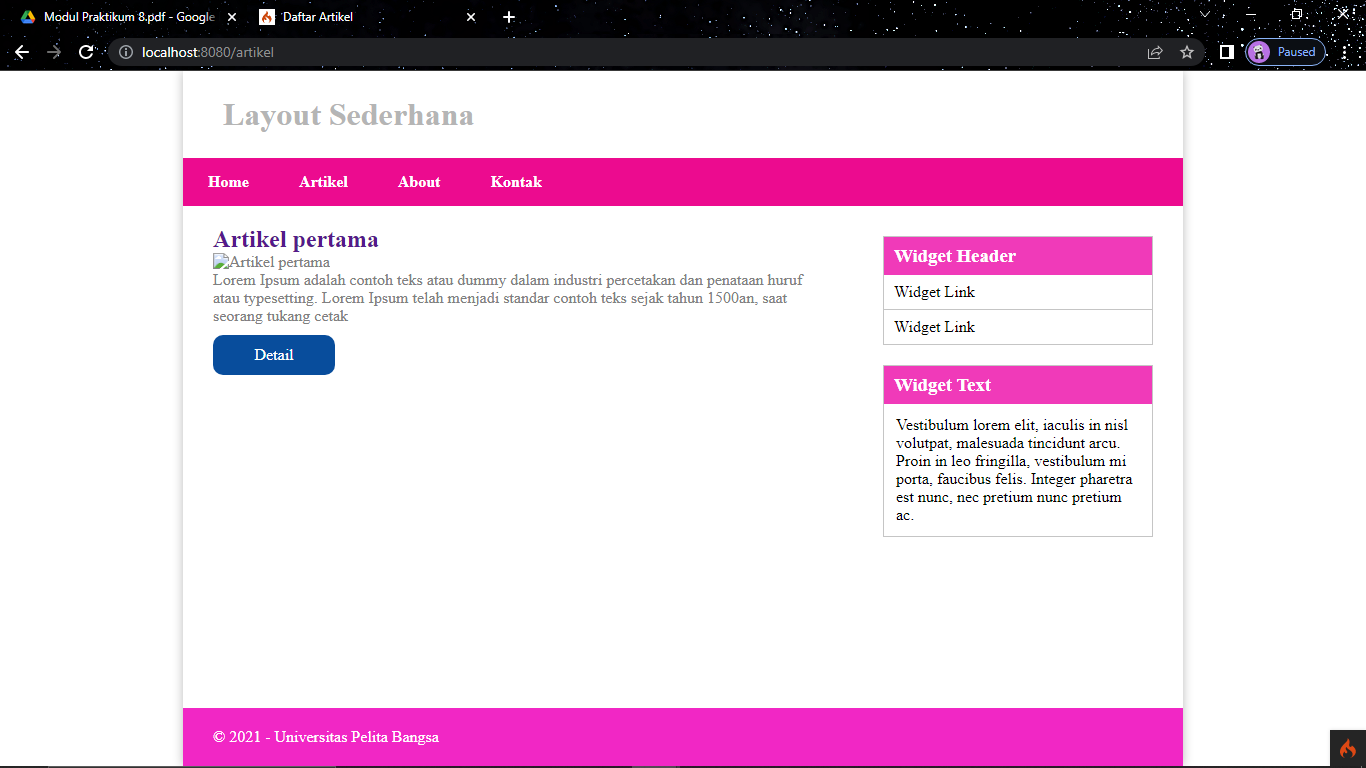 Modul Praktikum 8.pdf - Google
Daftar Artikel
localhost:8080/artikel
Paused
Layout Sederhana
Home Artikel About Kontak
Artikel pertama
Artikel pertama
Lorem Ipsum adalah contoh teks atau dummy dalam industri percetakan dan penataan huruf
atau typesetting. Lorem Ipsum telah menjadi standar contoh teks sejak tahun 1500an, saat
seorang tukang cetak
Detail
Widget Header
Widget Link
Widget Link
Widget Text
Vestibulum lorem elit, iaculis in nisl
volutpat, malesuada tincidunt arcu.
Proin in leo fringilla, vestibulum mi
porta, faucibus felis. Integer pharetra
est nunc, nec pretium nunc pretium
ac.
© 2021 - Universitas Pelita Bangsa